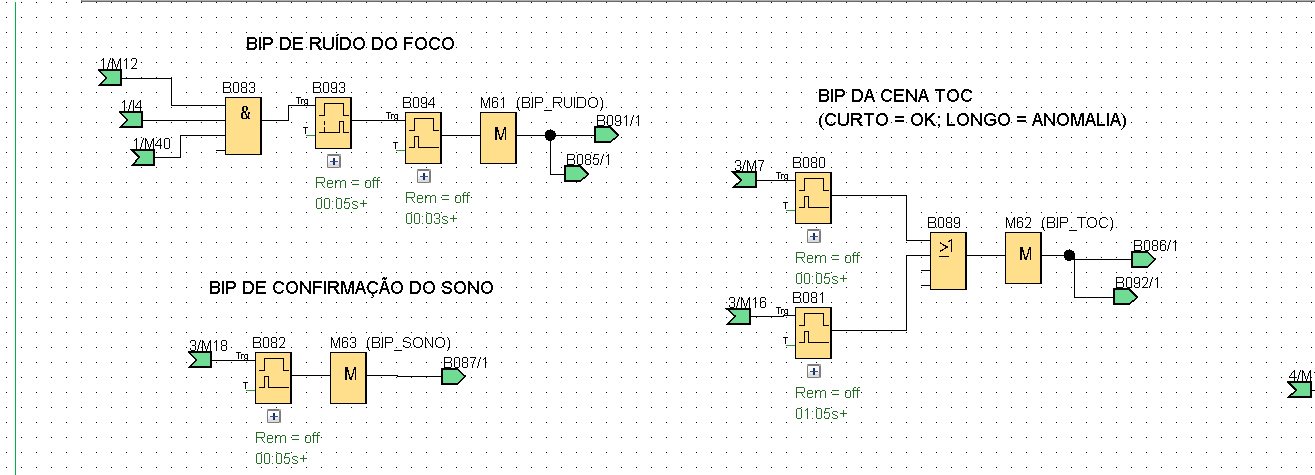 BIP DE RUÍDO DO FOCO
1/M12
B083
B093
1/I4
&
Trg
T
B094
Trg
T
M61 (BIP_RUIDO)
M
B091/1
1/M40
B085/1
Rem = off
00:05s+
Rem = off
00:03s+
BIP DA CENA TOC
(CURTO = OK; LONGO = ANOMALIA)
3/M7
Trg
B080
T
Rem = off
00:05s+
B089
≥1
M62 (BIP_TOC)
M
B086/1
B092/1
3/M16
Trg
B081
T
Rem = off
01:05s+
BIP DE CONFIRMAÇÃO DO SONO
3/M18
Trg
B082
T
M63 (BIP_SONO)
M
B087/1
Rem = off
00:05s+